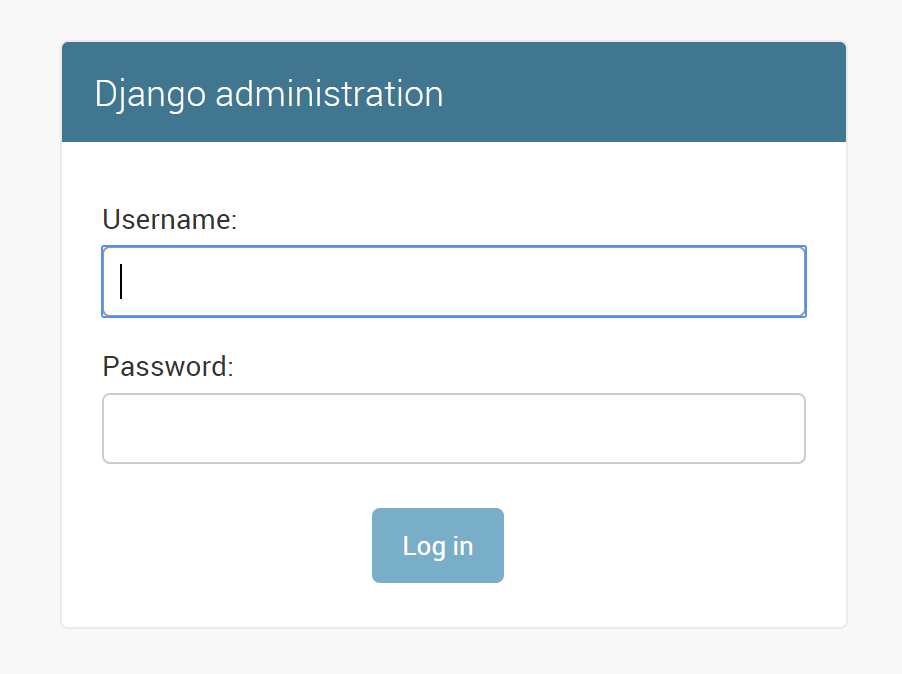 Django administration
Username:
Password:
Log in